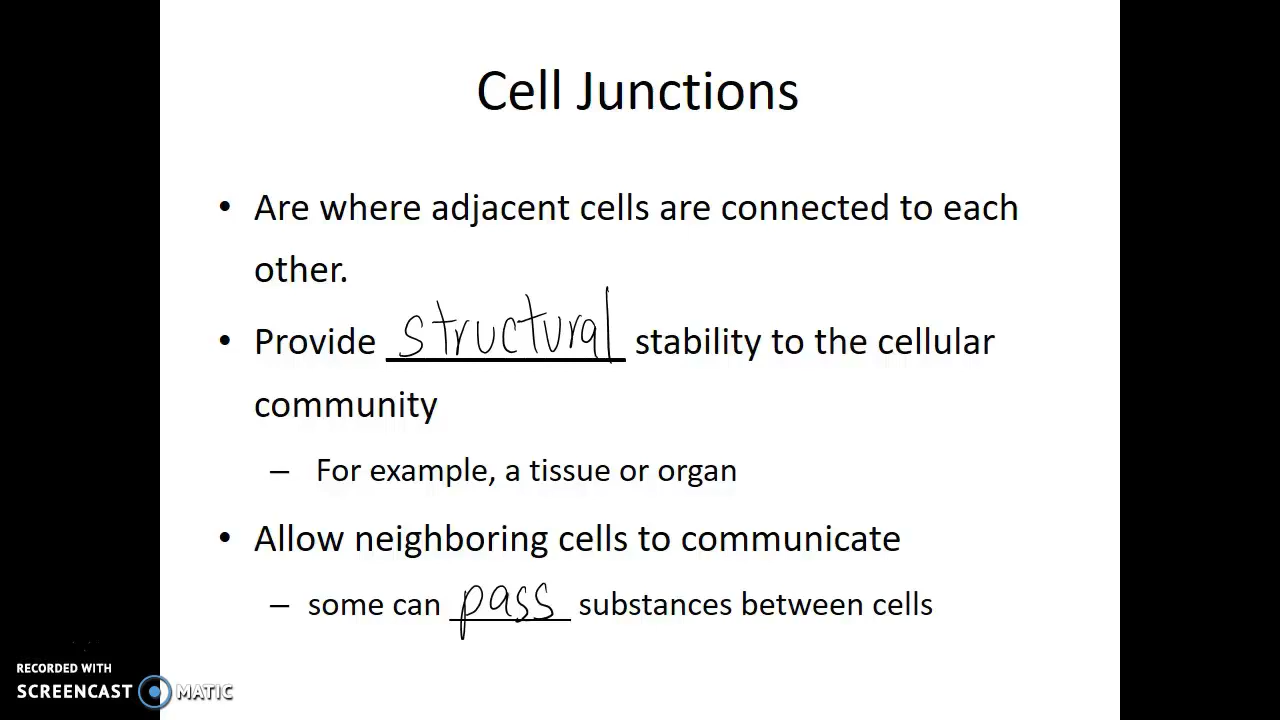 Cell Junctions
• Are where adjacent cells are connected to each
other.
• Provide structural stability to the cellular
community
– For example, a tissue or organ
• Allow neighboring cells to communicate
– some can pass substances between cells
RECORDED WITH
SCREENCAST MATIC